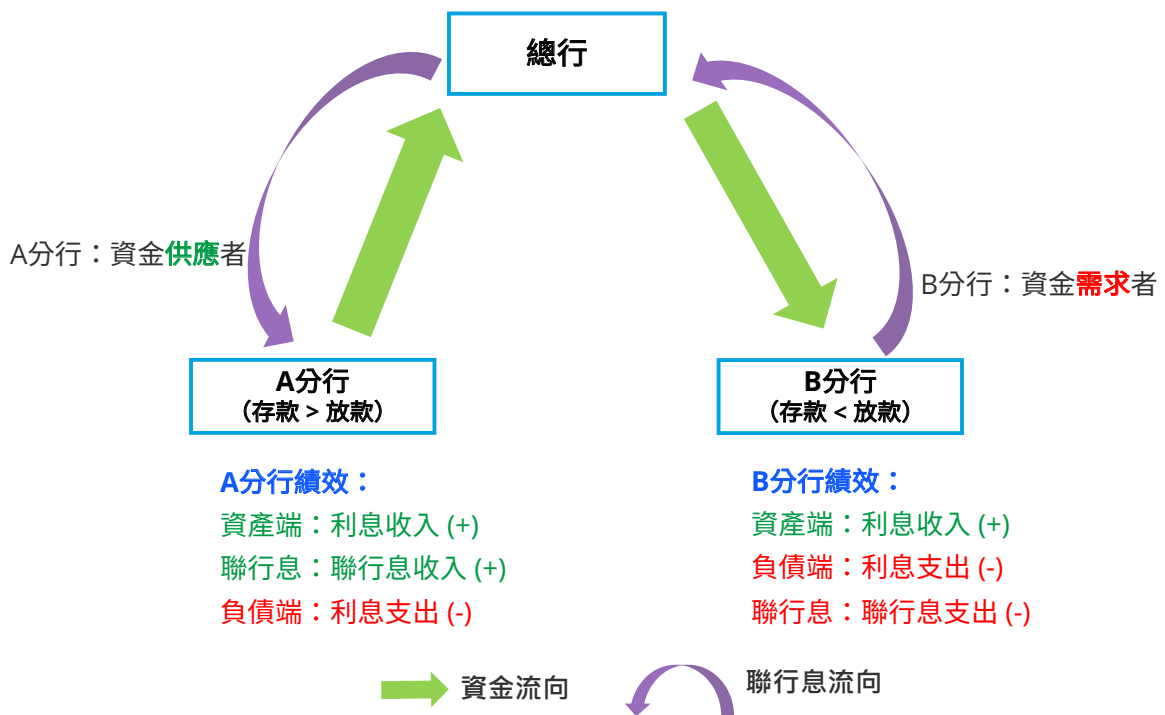 總行
A分行：資金供應者
B分行：資金需求者
A分行
（存款 > 放款）
B分行
（存款 < 放款）
A分行績效：
資產端：利息收入 (+)
聯行息：聯行息收入 (+)
負債端：利息支出 (-)
B分行績效：
資產端：利息收入 (+)
負債端：利息支出 (-)
聯行息：聯行息支出 (-)
資金流向
聯行息流向